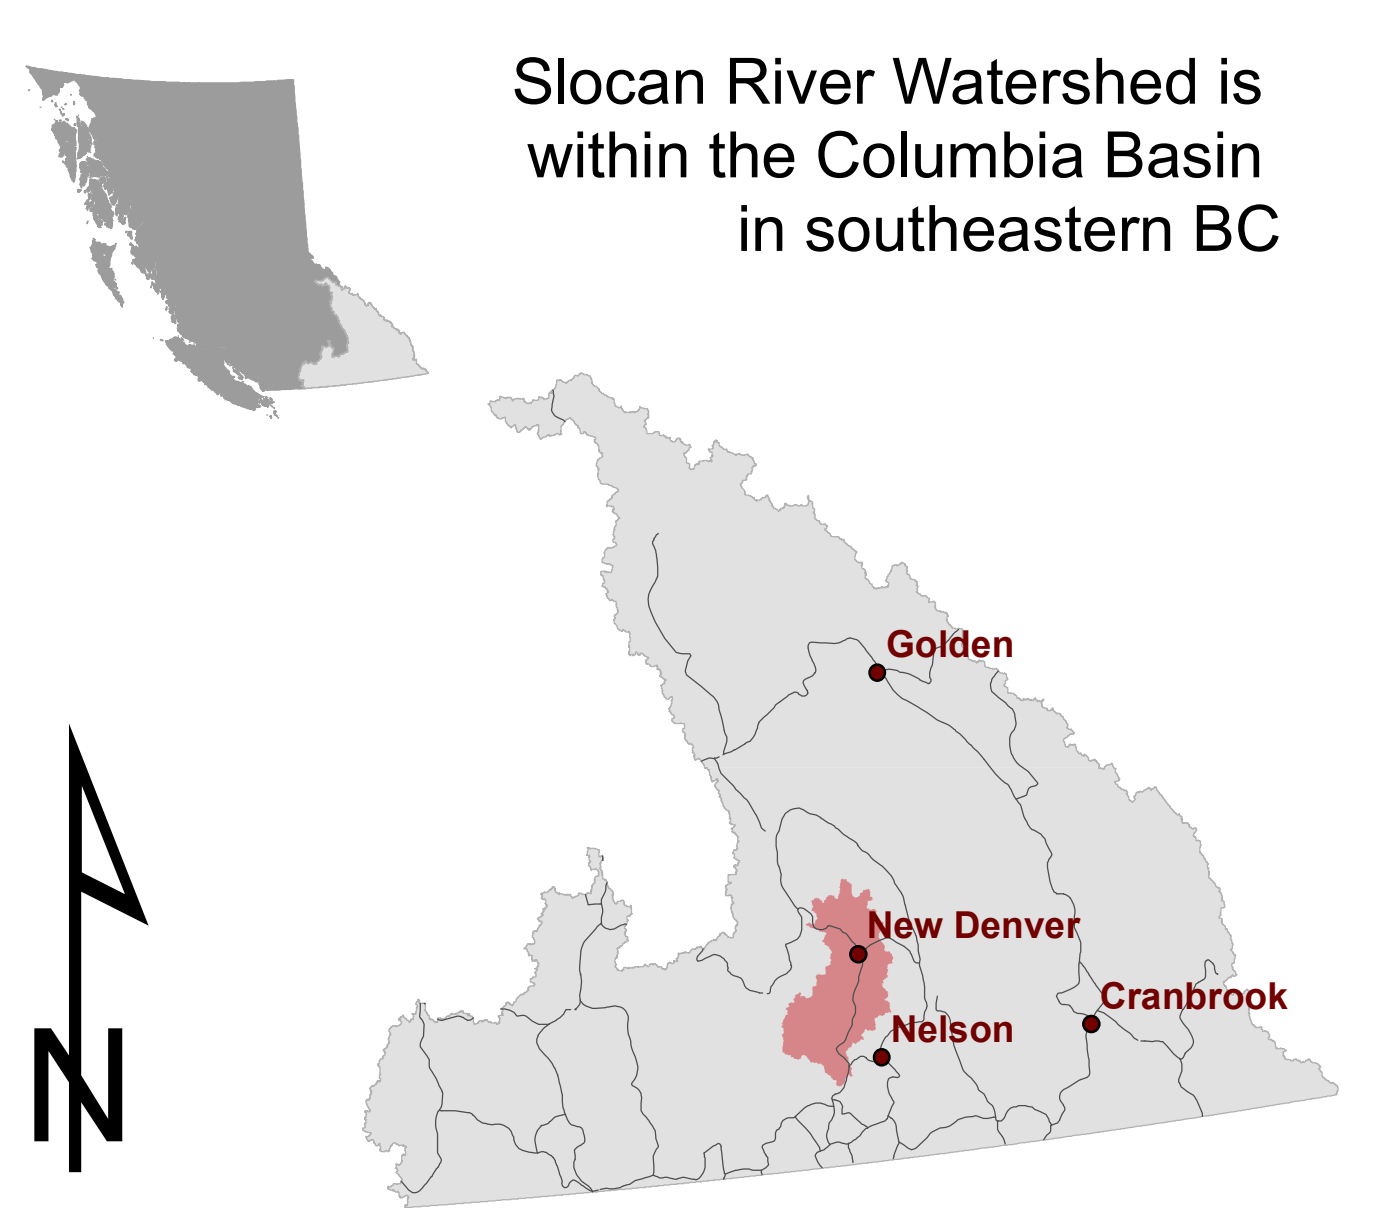 Slocan River Watershed is
within the Columbia Basin
in southeastern BC
Golden
New Denver
Cranbrook
Nelson
N